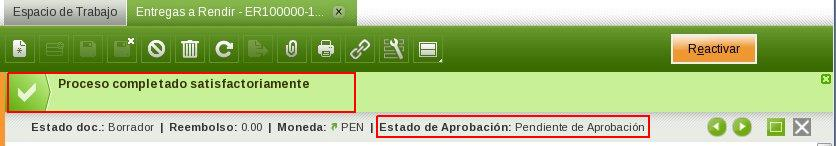 Espacio de Trabajo Entregas a Rendir - ER100000-1...
Reactivar
Proceso completado satisfactoriamente
Estado doc.: Borrador | Reembolso: 0.00 | Moneda: PEN | Estado de Aprobación: Pendiente de Aprobación